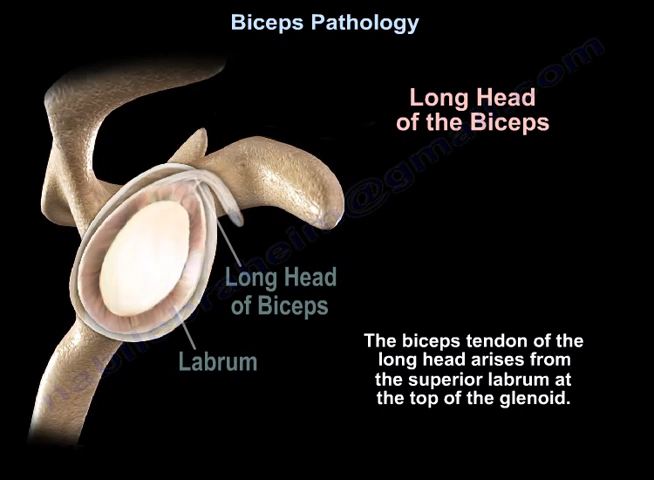 Biceps Pathology
Long Head
of the Biceps
Long Head
of Biceps
Labrum
The biceps tendon of the
long head arises from
the superior labrum at
the top of the glenoid.